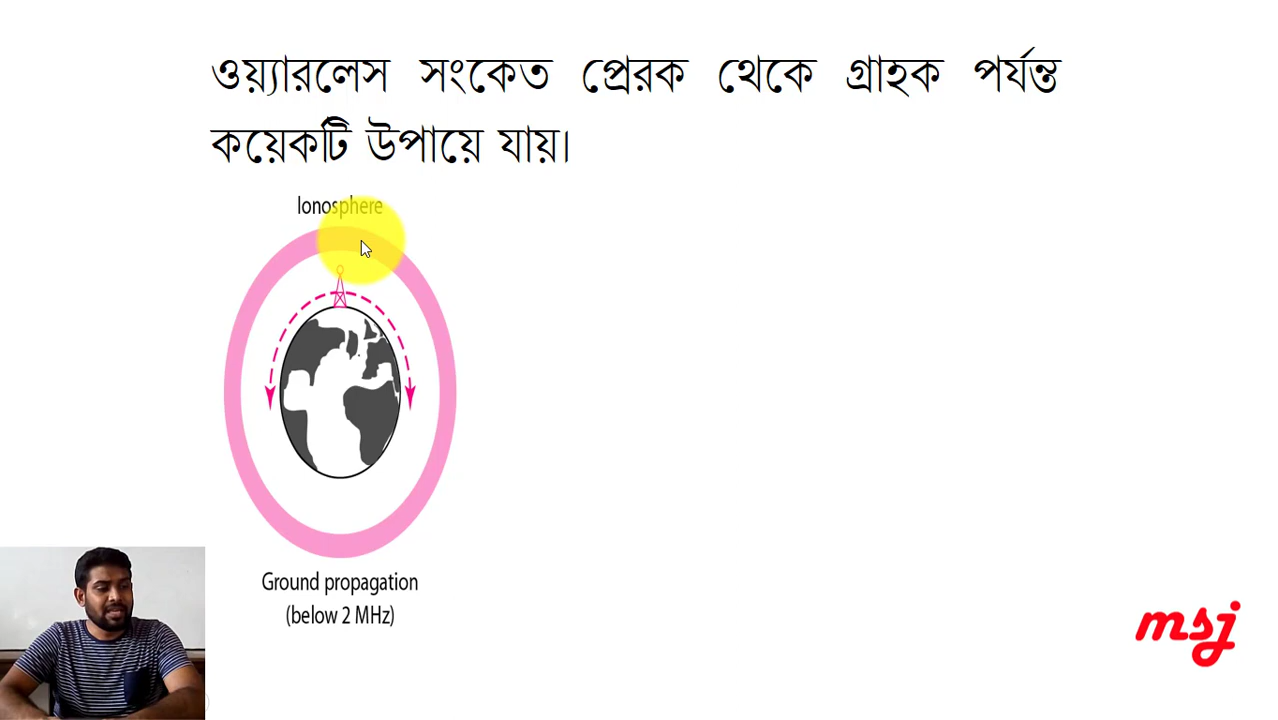 ওয়্যারলেস সংকেত প্রেরক থেকে গ্রাহক পর্যন্ত
কয়েকটি উপায়ে যায়।
Ionosphere
Ground propagation
(below 2 MHz)
msj